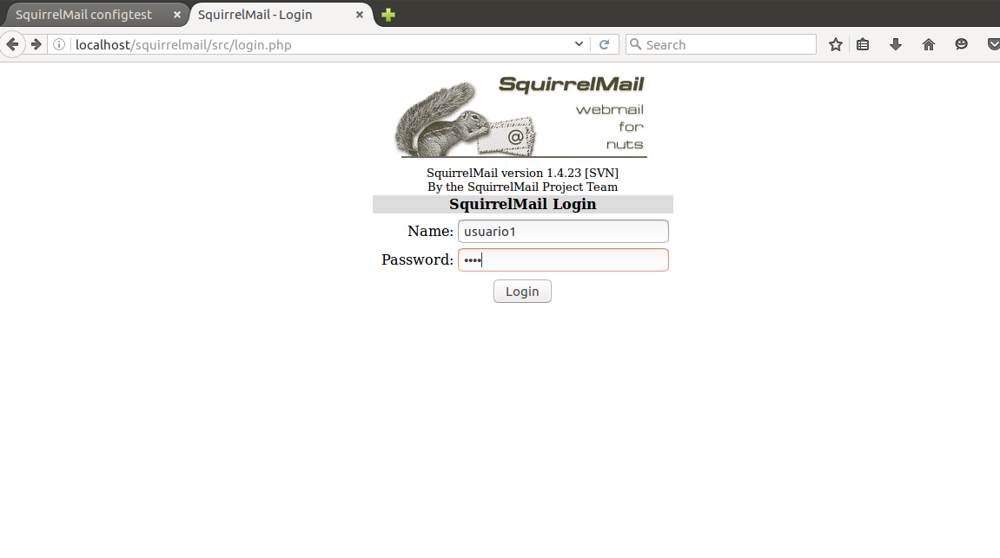 SquirrelMail configtest
SquirrelMail - Login
localhost/squirrelmail/src/login.php
Search
SquirrelMail
webmail
for
nuts
@
SquirrelMail version 1.4.23 [SVN]
By the SquirrelMail Project Team
SquirrelMail Login
Name: usuario1
Password: ••••
Login